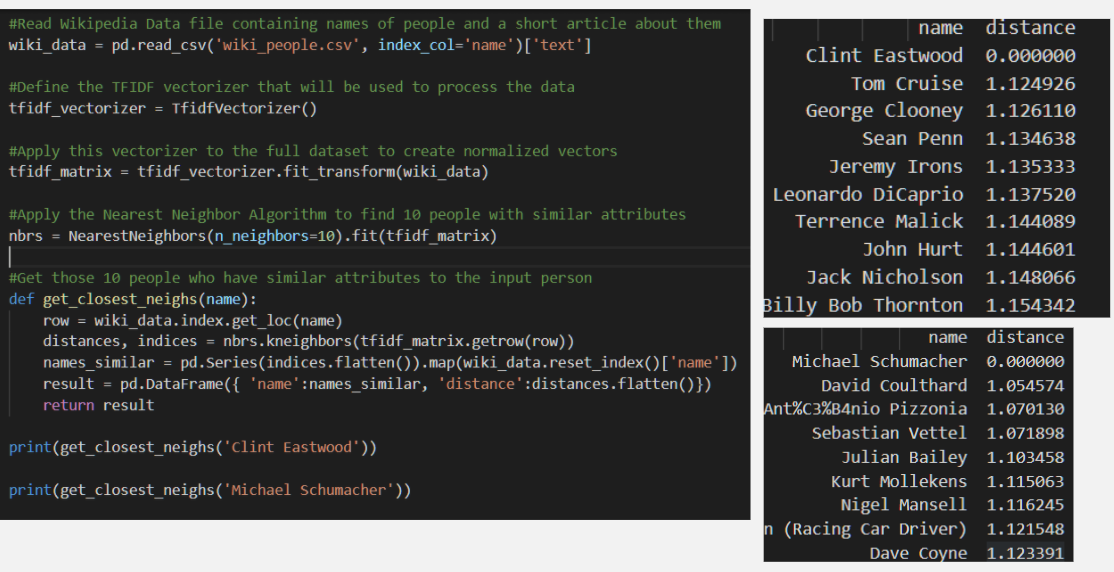 #Read Wikipedia Data file containing names of people and a short article about them
wiki_data = pd.read_csv('wiki_people.csv', index_col='name')['text']
#Define the TFIDF vectorizer that will be used to process the data
tfidf_vectorizer = TfidfVectorizer()
#Apply this vectorizer to the full dataset to create normalized vectors
tfidf_matrix = tfidf_vectorizer.fit_transform(wiki_data)
#Apply the Nearest Neighbor Algorithm to find 10 people with similar attributes
nbrs = NearestNeighbors(n_neighbors=10).fit(tfidf_matrix)
#Get those 10 people who have similar attributes to the input person
def get_closest_neighs(name):
    row = wiki_data.index.get_loc(name)
    distances, indices = nbrs.kneighbors(tfidf_matrix.getrow(row))
    names_similar = pd.Series(indices.flatten()).map(wiki_data.reset_index()['name'])
    result = pd.DataFrame({ 'name':names_similar, 'distance':distances.flatten()})
    return result
print(get_closest_neighs('Clint Eastwood'))
print(get_closest_neighs('Michael Schumacher'))
name distance
Clint Eastwood 0.000000
Tom Cruise 1.124926
George Clooney 1.126110
Sean Penn 1.134638
Jeremy Irons 1.135333
Leonardo DiCaprio 1.137520
Terrence Malick 1.144089
John Hurt 1.144601
Jack Nicholson 1.148066
Billy Bob Thornton 1.154342
name distance
Michael Schumacher 0.000000
David Coulthard 1.054574
Ant%C3%B4nio Pizzonia 1.070130
Sebastian Vettel 1.071898
Julian Bailey 1.103458
Kurt Mollekens 1.115063
Nigel Mansell 1.116245
n (Racing Car Driver) 1.121548
Dave Coyne 1.123391